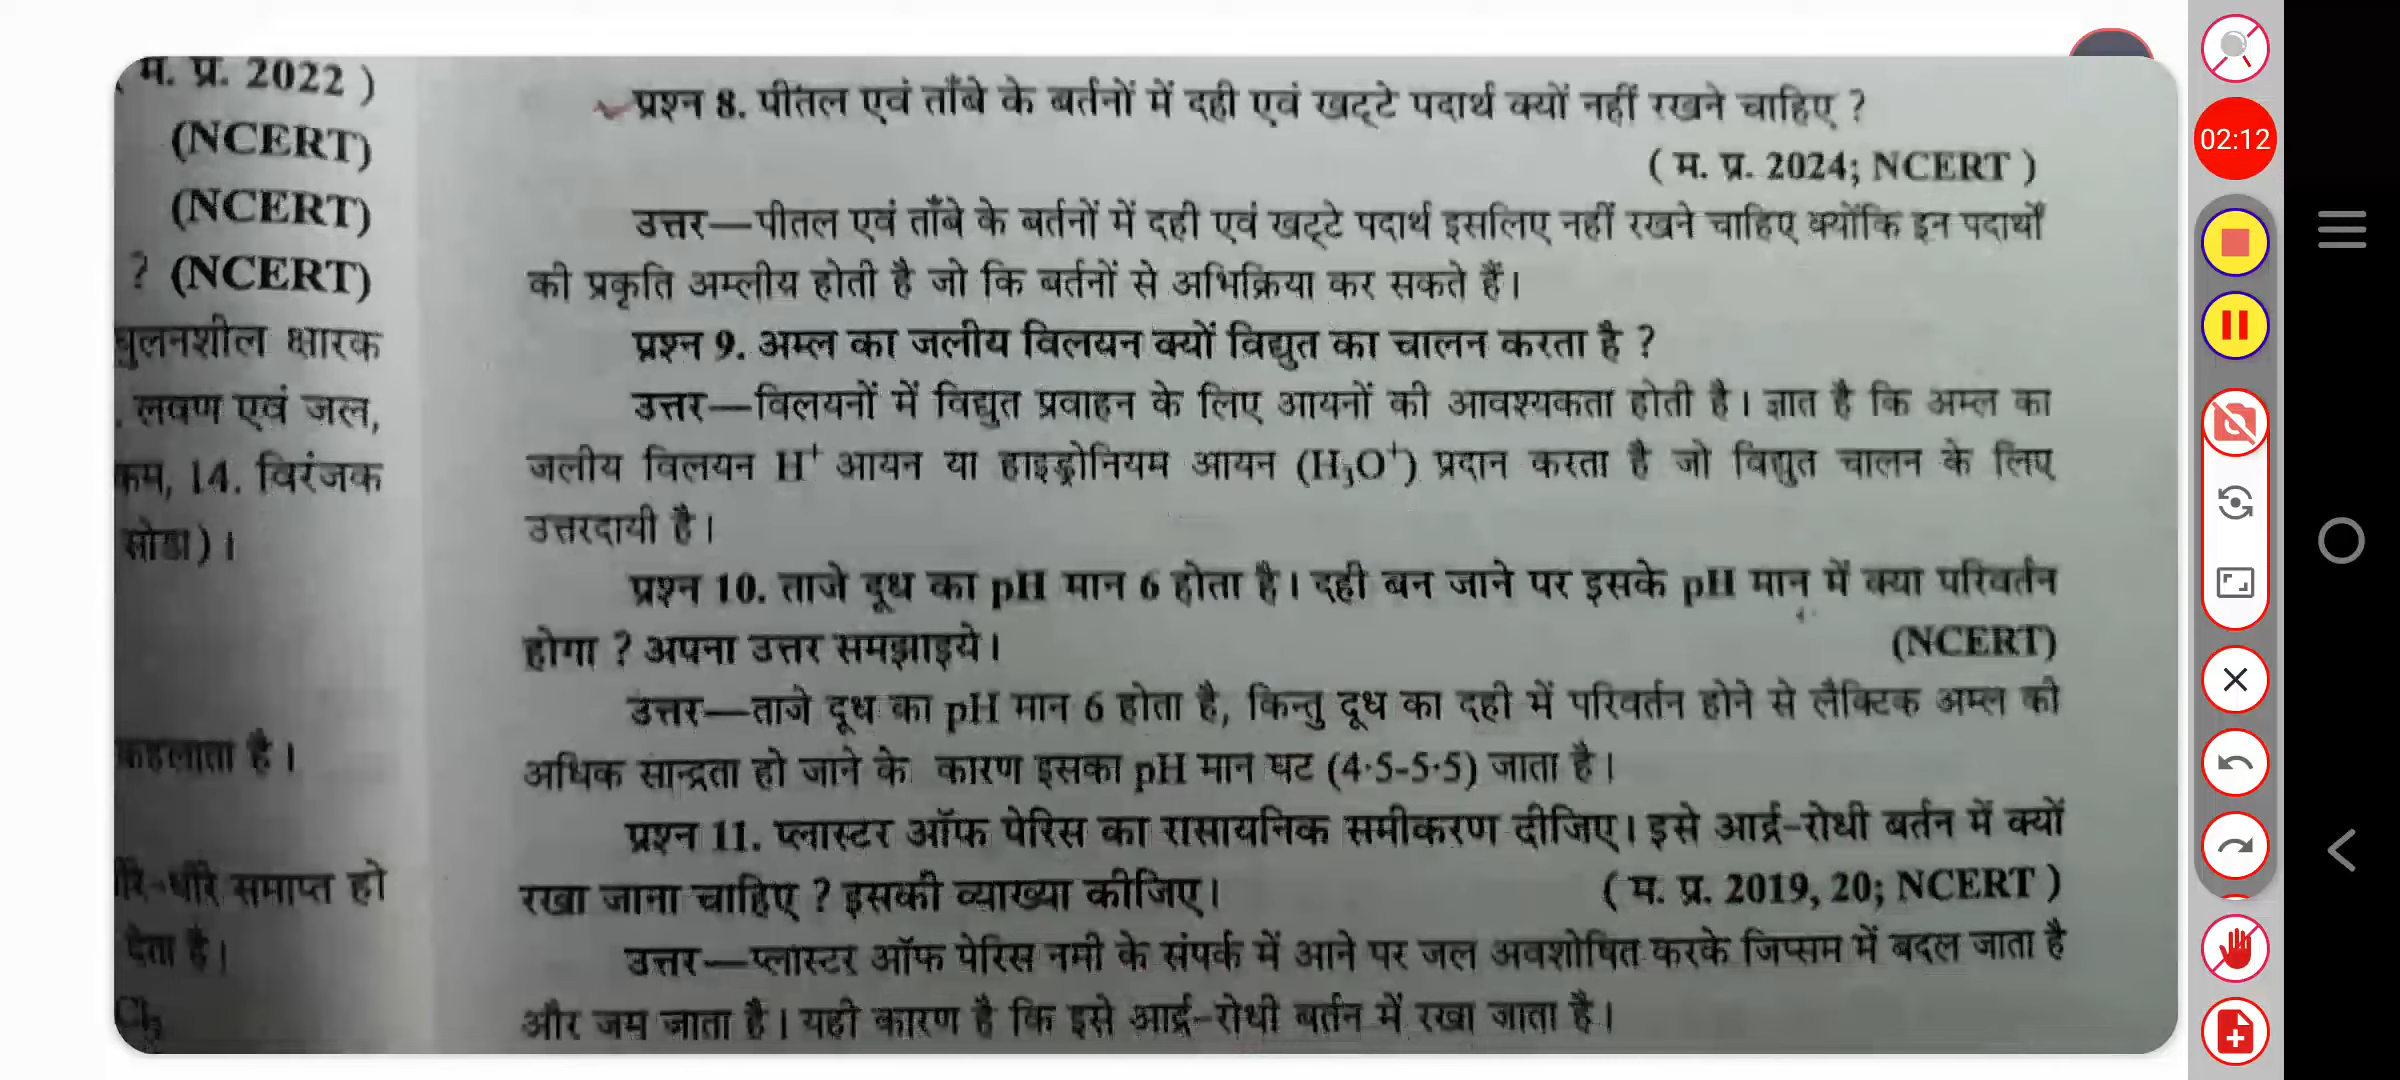 म. प्र. 2022 )
(NCERT)
(NCERT)
? (NCERT)
घुलनशील क्षारक
. लवण एवं जल,
कम, 14. विरंजक
सोडा) ।
कहलाता है ।
रे-धीरे समाप्त हो
देता है ।
प्रश्न 8. पीतल एवं ताँबे के बर्तनों में दही एवं खट्टे पदार्थ क्यों नहीं रखने चाहिए ?
( म. प्र. 2024; NCERT )
उत्तर—पीतल एवं ताँबे के बर्तनों में दही एवं खट्टे पदार्थ इसलिए नहीं रखने चाहिए क्योंकि इन पदार्थों
की प्रकृति अम्लीय होती है जो कि बर्तनों से अभिक्रिया कर सकते हैं ।
प्रश्न 9. अम्ल का जलीय विलयन क्यों विद्युत का चालन करता है ?
उत्तर—विलयनों में विद्युत प्रवाहन के लिए आयनों की आवश्यकता होती है । ज्ञात है कि अम्ल का
जलीय विलयन H⁺ आयन या हाइड्रोनियम आयन (H₃O⁺) प्रदान करता है जो विद्युत चालन के लिए
उत्तरदायी है ।
प्रश्न 10. ताजे दूध का pH मान 6 होता है । दही बन जाने पर इसके pH मान में क्या परिवर्तन
होगा ? अपना उत्तर समझाइये ।
(NCERT)
उत्तर—ताजे दूध का pH मान 6 होता है, किन्तु दूध का दही में परिवर्तन होने से लैक्टिक अम्ल की
अधिक सान्द्रता हो जाने के कारण इसका pH मान घट (4·5-5·5) जाता है ।
प्रश्न 11. प्लास्टर ऑफ पेरिस का रासायनिक समीकरण दीजिए । इसे आर्द्र-रोधी बर्तन में क्यों
रखा जाना चाहिए ? इसकी व्याख्या कीजिए ।
( म. प्र. 2019, 20; NCERT )
उत्तर—प्लास्टर ऑफ पेरिस नमी के संपर्क में आने पर जल अवशोषित करके जिप्सम में बदल जाता है
और जम जाता है । यही कारण है कि इसे आर्द्र-रोधी बर्तन में रखा जाता है ।
02:12